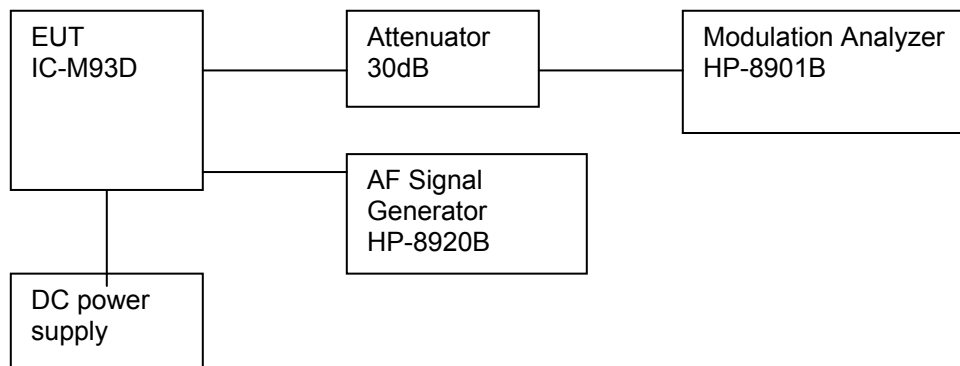 EUT
IC-M93D
Attenuator
30dB
Modulation Analyzer
HP-8901B
AF Signal
Generator
HP-8920B
DC power
supply